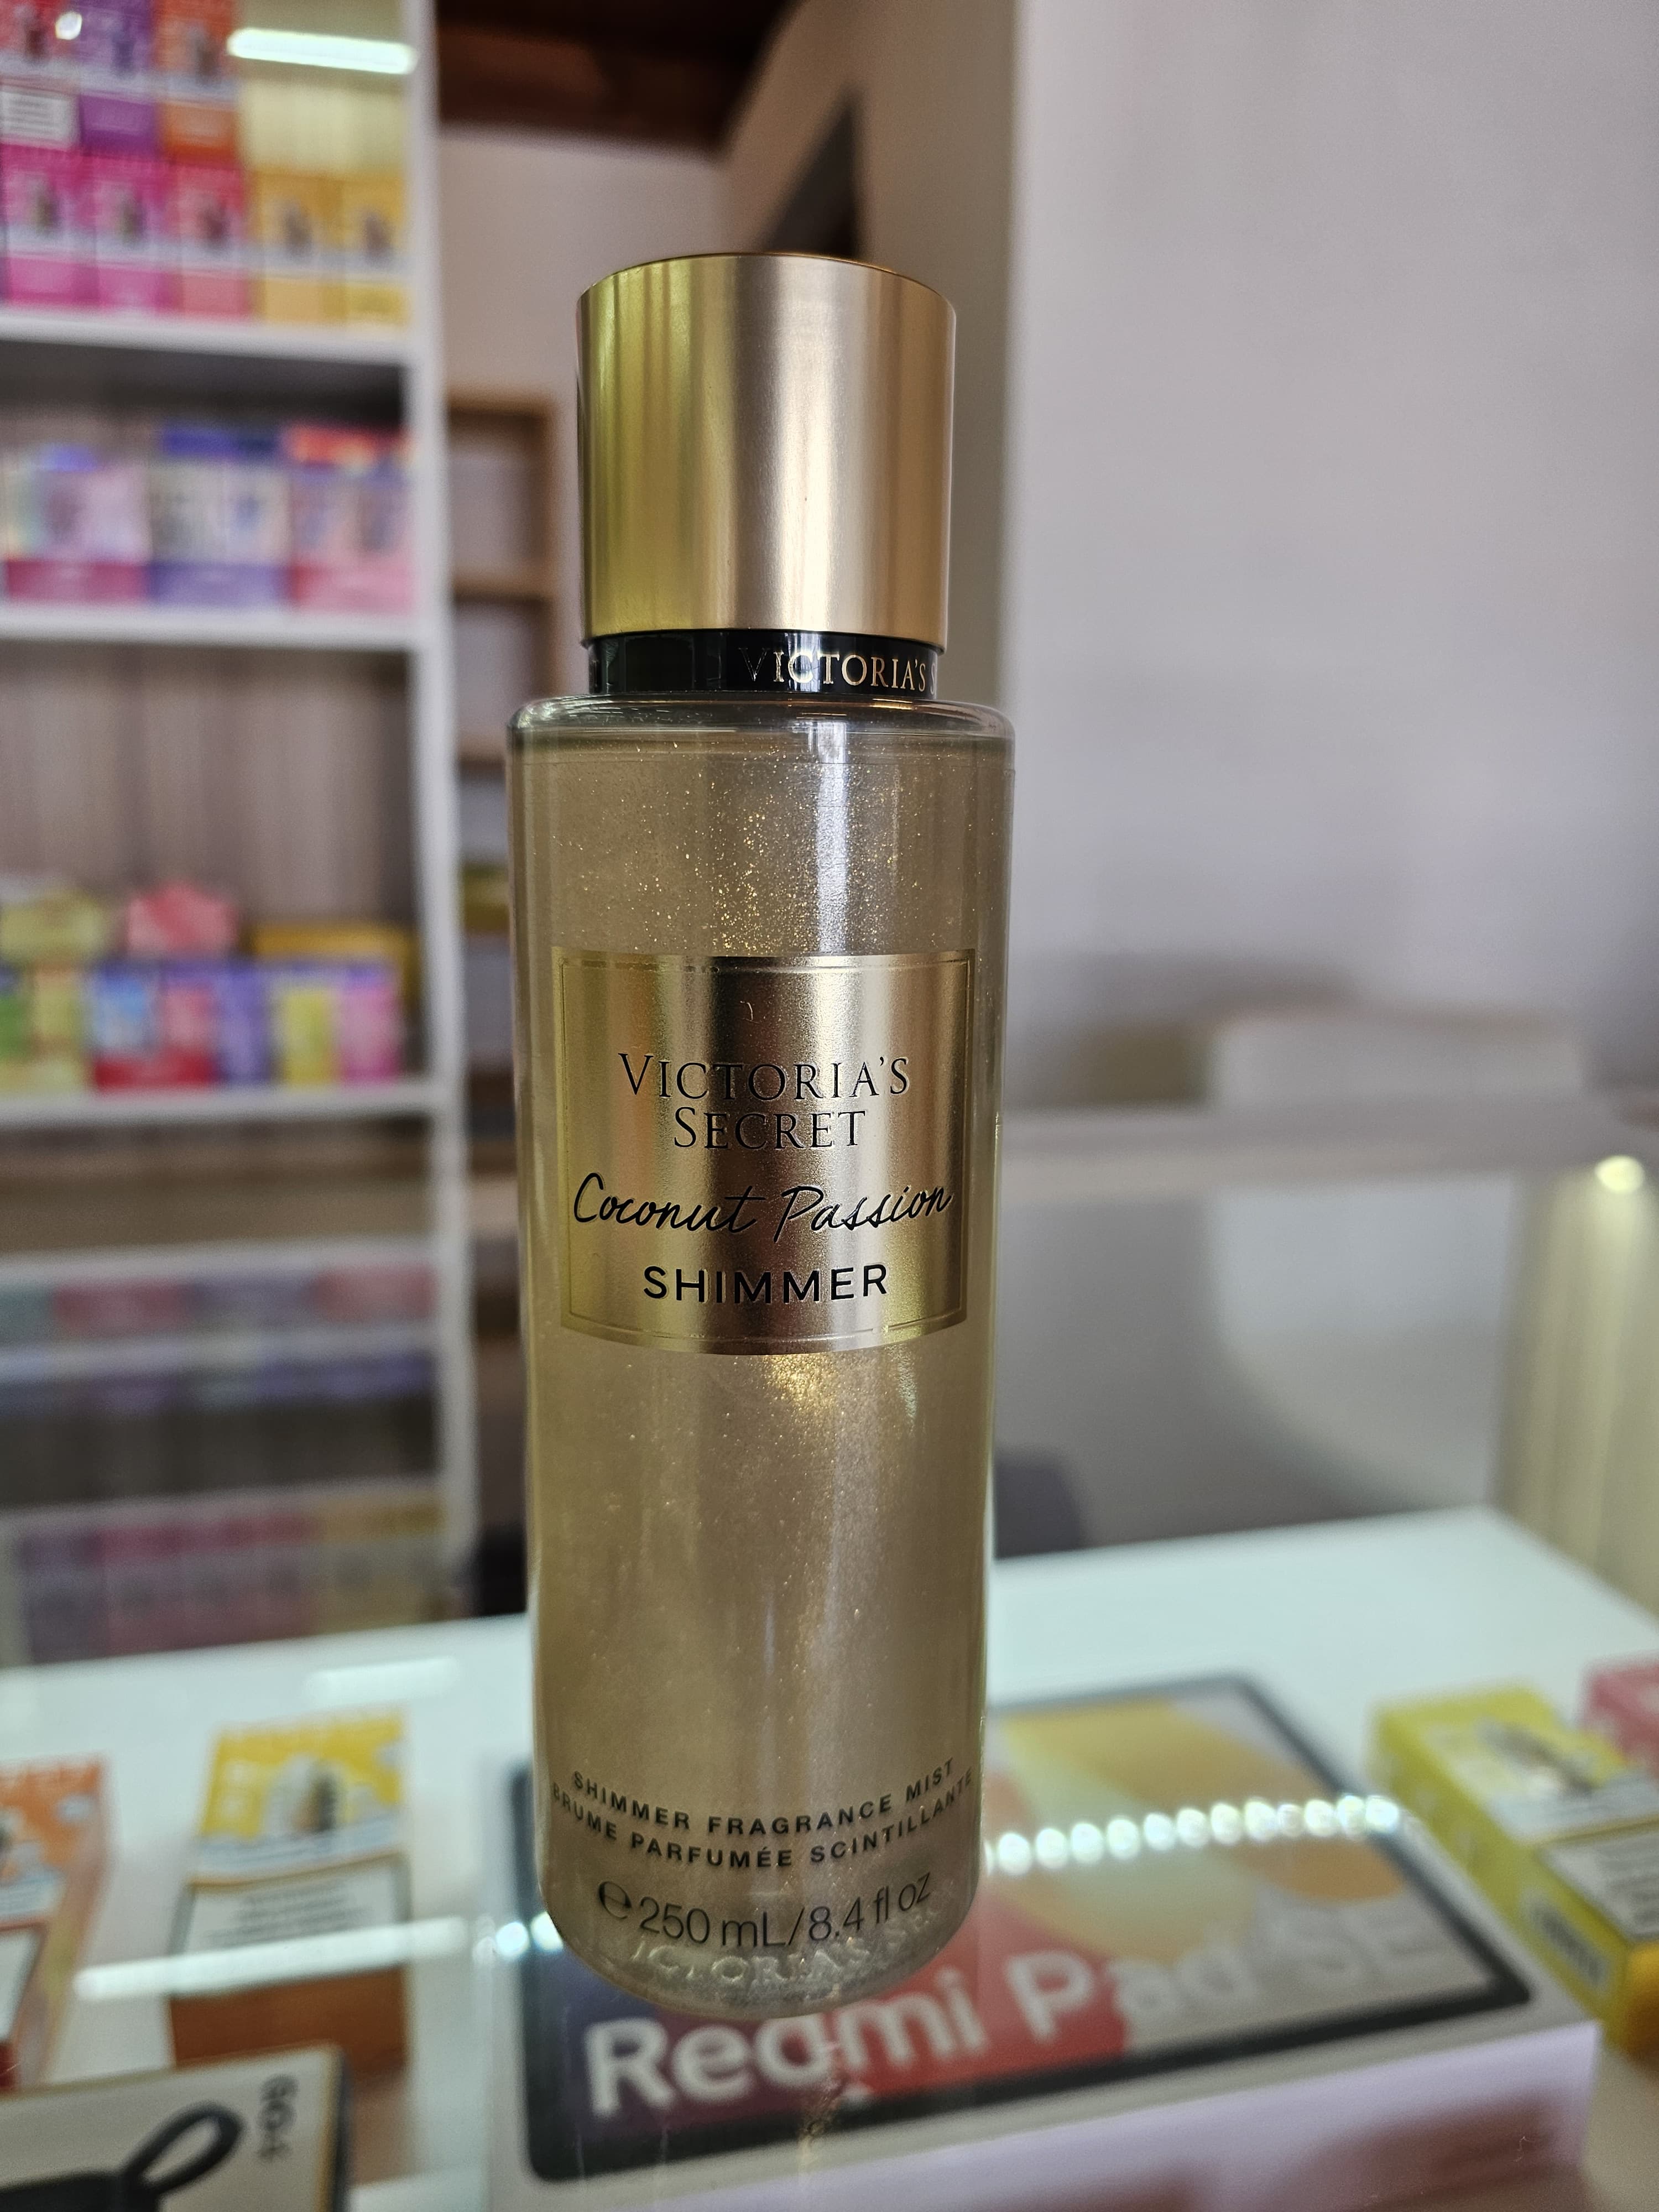 VICTORIA'S S
VICTORIA'S
SECRET
Coconut Passion
SHIMMER
SHIMMER FRAGRANCE MIST
BRUME PARFUMÉE SCINTILLANTE
℮ 250 mL/8.4 fl oz
Redmi Pad SE